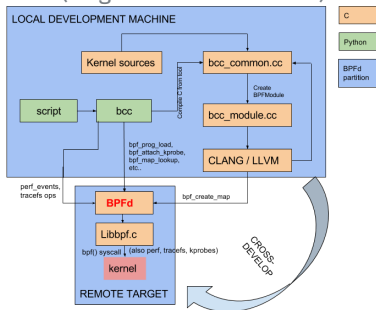 LOCAL DEVELOPMENT MACHINE
C
Python
BPFd
partition
Kernel sources
bcc_common.cc
Compile C from tool
Create
BPFModule
script
bcc
bcc_module.cc
bpf_prog_load,
bpf_attach_kprobe,
bpf_map_lookup,
etc..
CLANG / LLVM
perf_events,
tracefs ops
BPFd
bpf_create_map
Libbpf.c
bpf() syscall
(also perf, tracefs, kprobes)
kernel
REMOTE TARGET
CROSS-
DEVELOP